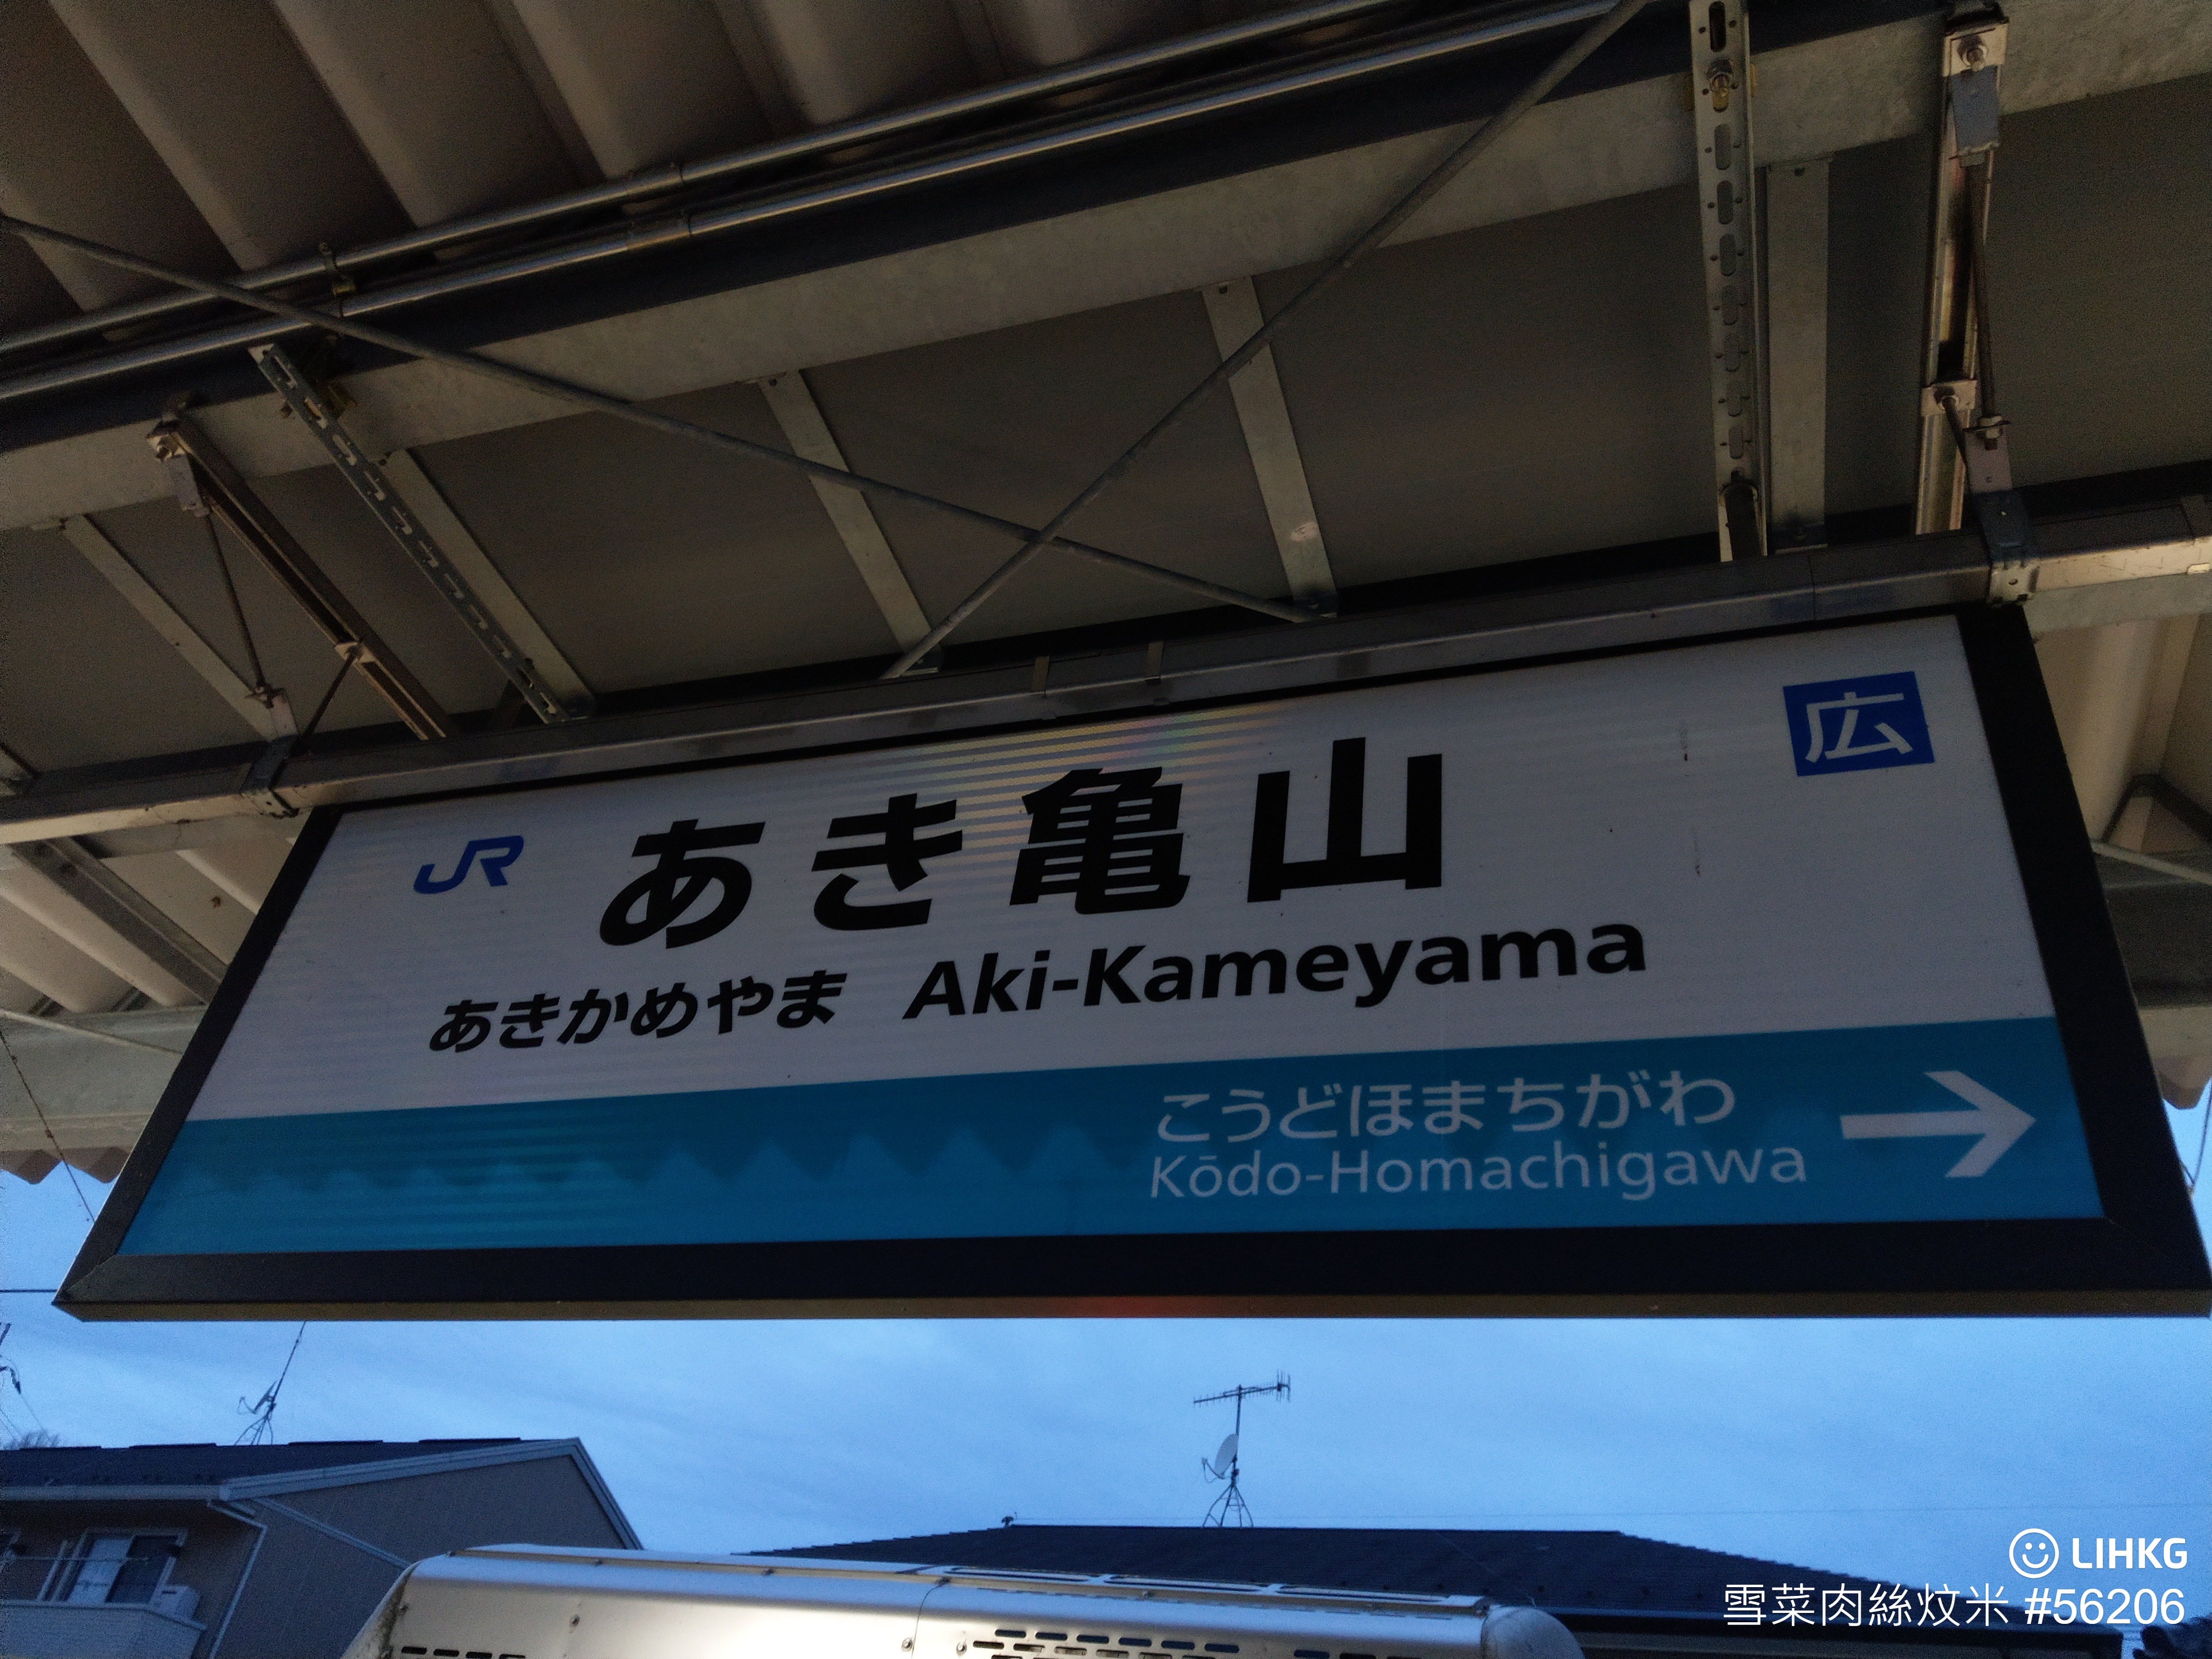 広
JR
あき亀山
あきかめやま Aki-Kameyama
こうどほまちがわ
Kōdo-Homachigawa
LIHKG
雪菜肉絲炆米 #56206